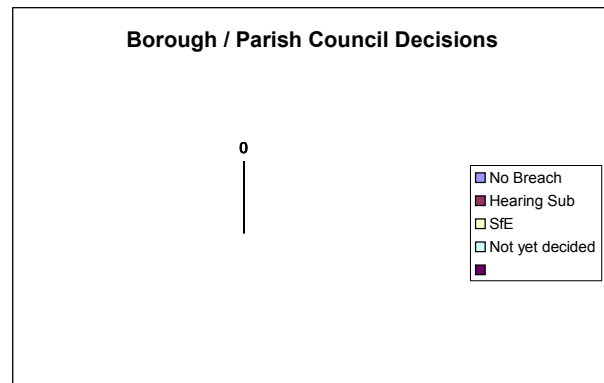 Borough / Parish Council Decisions
0
No Breach
Hearing Sub
SfE
Not yet decided